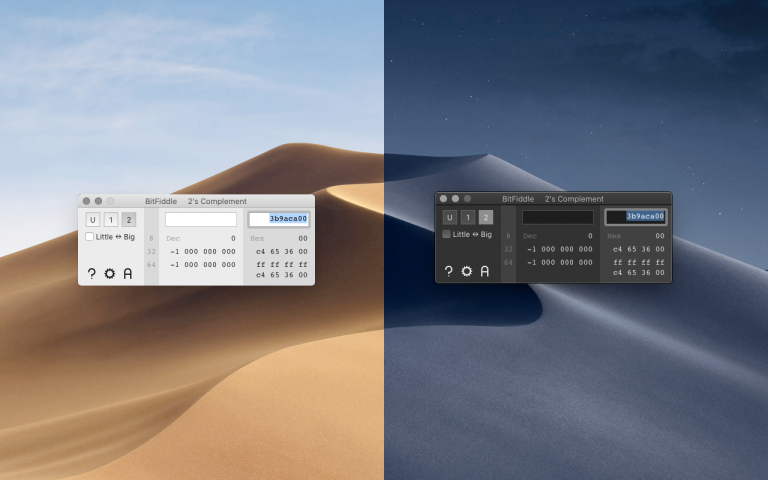 BitFiddle 2's Complement
U 1 2
3b9aca00
Little ⇔ Big
8 Dec 0 Hex 00
32 -1 000 000 000 c4 65 36 00
64 -1 000 000 000 ff ff ff ff
c4 65 36 00
? A
BitFiddle 2's Complement
U 1 2
3b9aca00
Little ⇔ Big
8 Dec 0 Hex 00
32 -1 000 000 000 c4 65 36 00
64 -1 000 000 000 ff ff ff ff
c4 65 36 00
? A